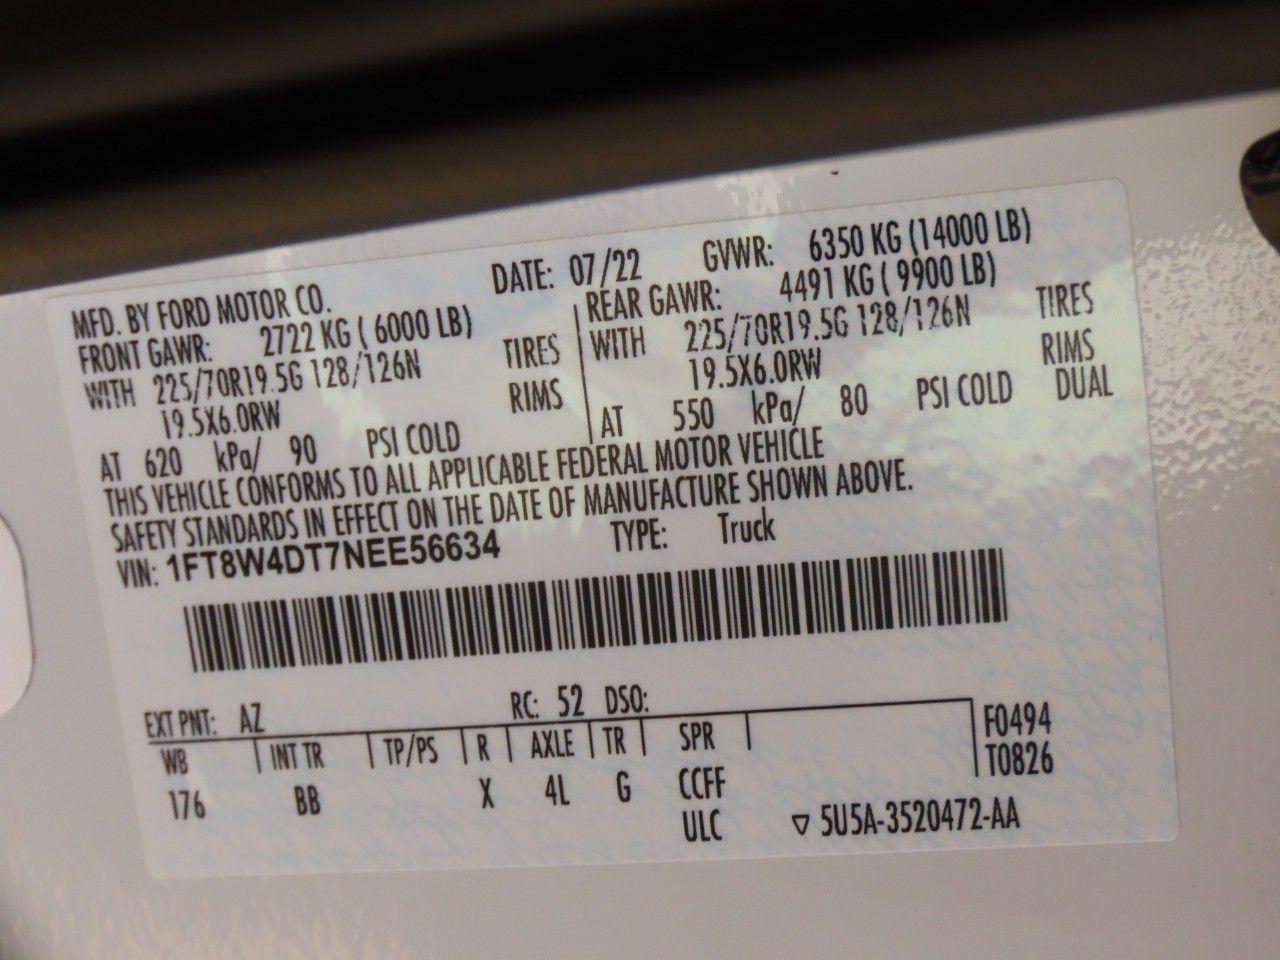 MFD. BY FORD MOTOR CO.
DATE: 07/22
GVWR: 6350 KG (14000 LB)
FRONT GAWR: 2722 KG ( 6000 LB)
WITH 225/70R19.5G 128/126N TIRES
19.5X6.0RW RIMS
AT 620 kPa/ 90 PSI COLD
REAR GAWR: 4491 KG ( 9900 LB)
WITH 225/70R19.5G 128/126N TIRES
19.5X6.0RW RIMS
AT 550 kPa/ 80 PSI COLD DUAL
THIS VEHICLE CONFORMS TO ALL APPLICABLE FEDERAL MOTOR VEHICLE
SAFETY STANDARDS IN EFFECT ON THE DATE OF MANUFACTURE SHOWN ABOVE.
VIN: 1FT8W4DT7NEE56634 TYPE: Truck
EXT PNT: AZ RC: 52 DSO:
WB INT TR TP/PS R AXLE TR SPR F0494
176 BB X 4L G CCFF T0826
ULC ▽ 5U5A-3520472-AA